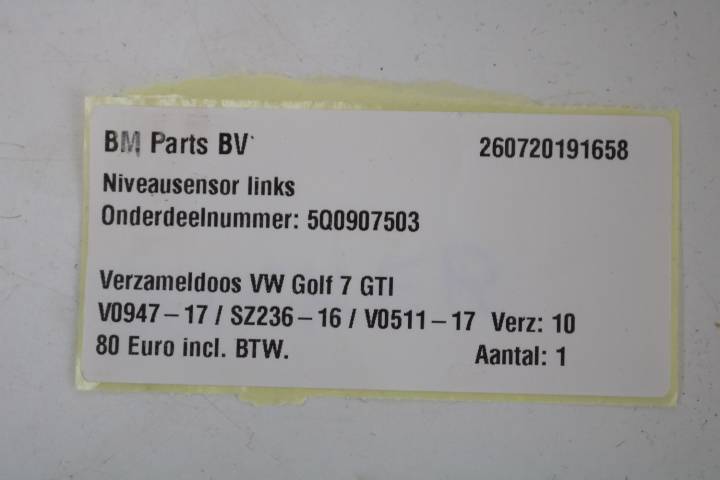 BM Parts BV
260720191658
Niveausensor links
Onderdeelnummer: 5Q0907503
Verzameldoos VW Golf 7 GTI
V0947-17 / SZ236-16 / V0511-17 Verz: 10
80 Euro incl. BTW.
Aantal: 1